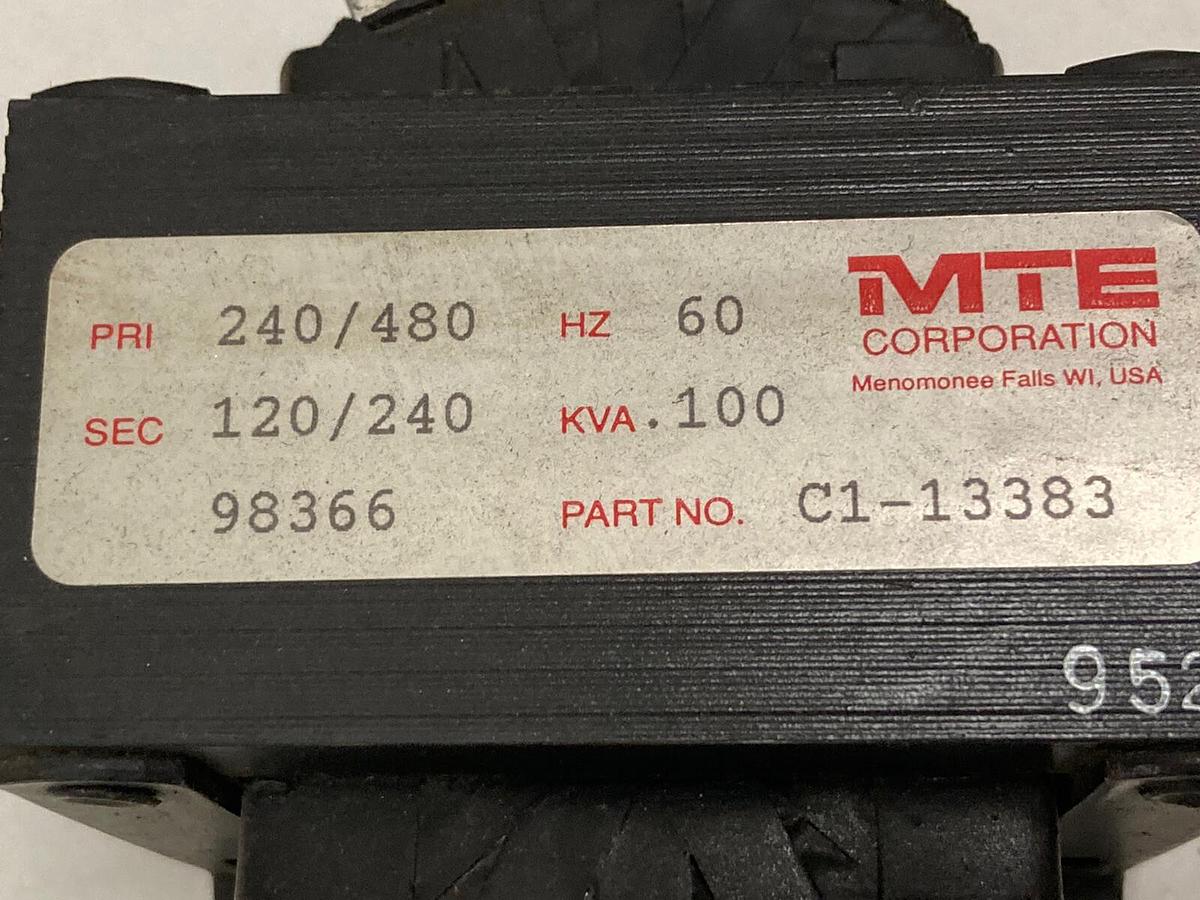 PRI 240/480 HZ 60
SEC 120/240 KVA .100
98366 PART NO. C1-13383
MTE
CORPORATION
Menomonee Falls WI, USA
95